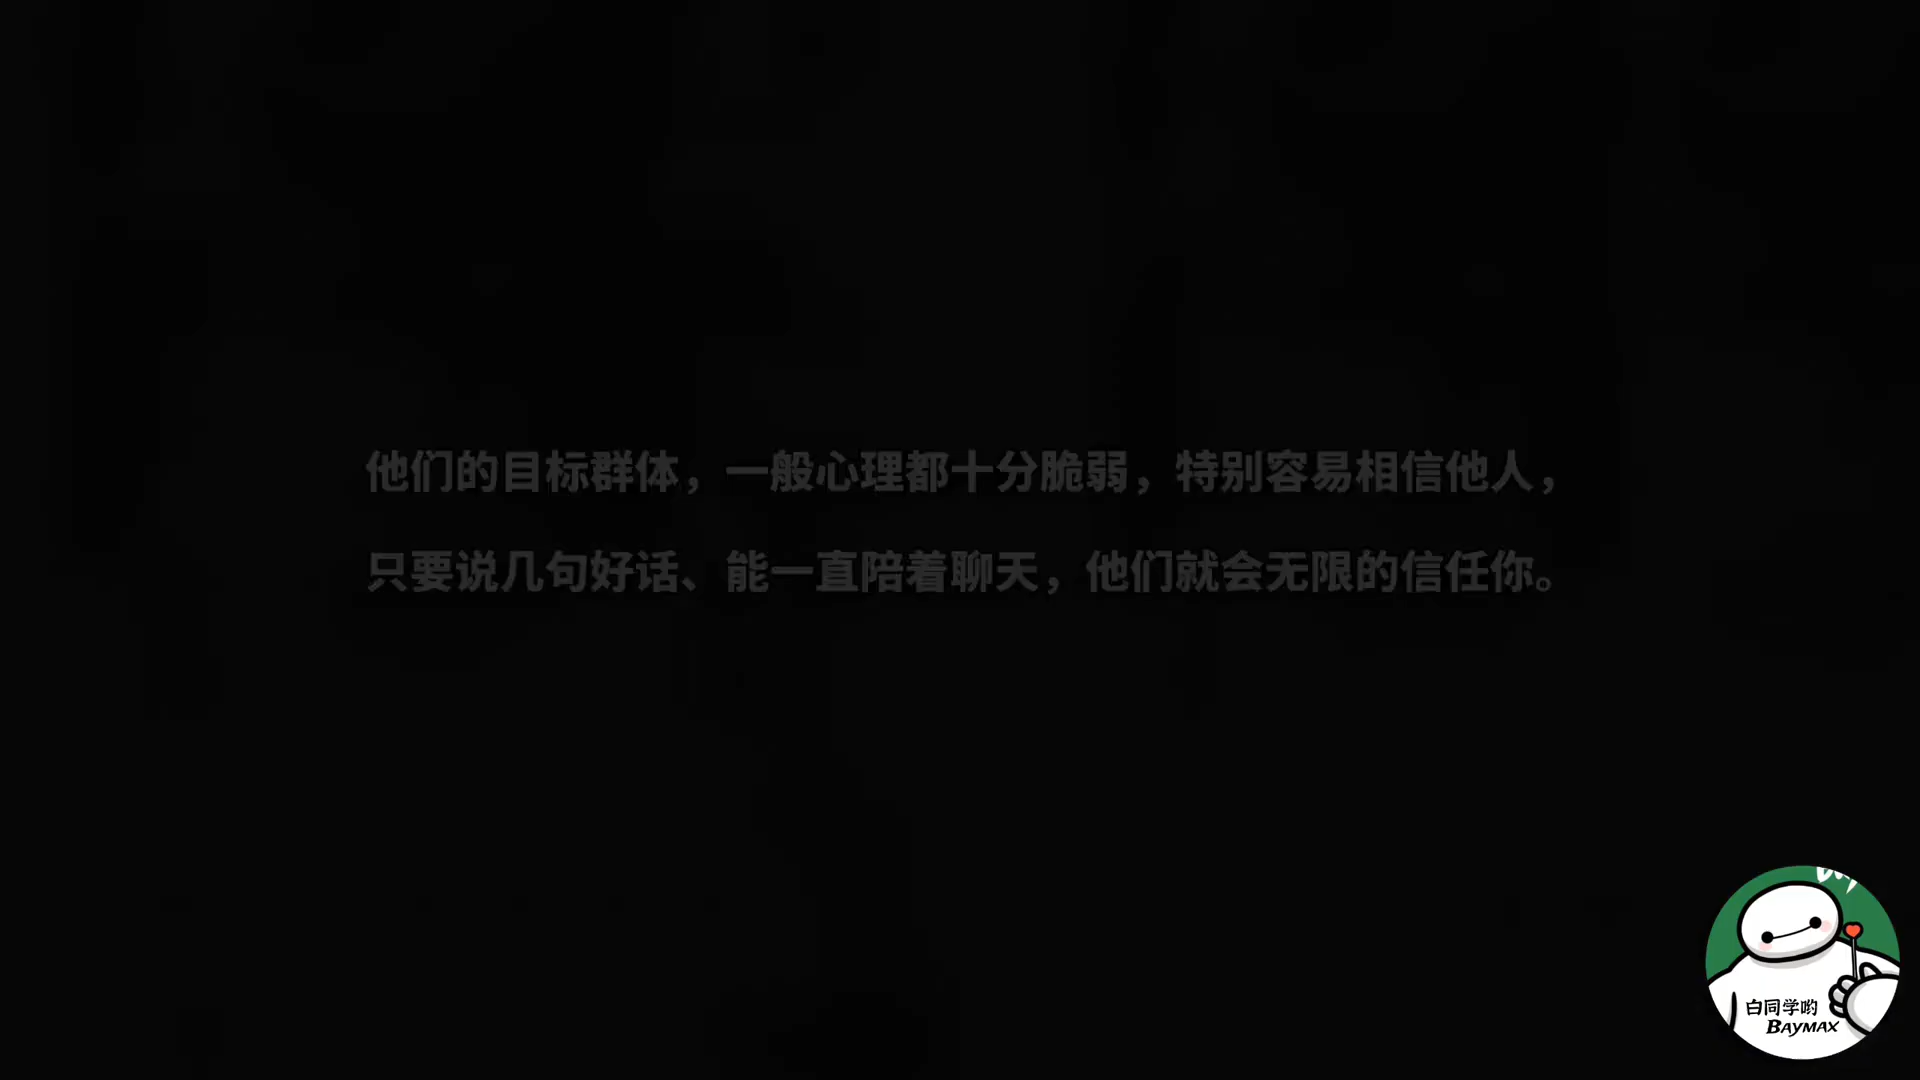 他们的目标群体，一般心理都十分脆弱，特别容易相信他人，
只要说几句好话、能一直陪着聊天，他们就会无限的信任你。
白同学哟
BAYMAX